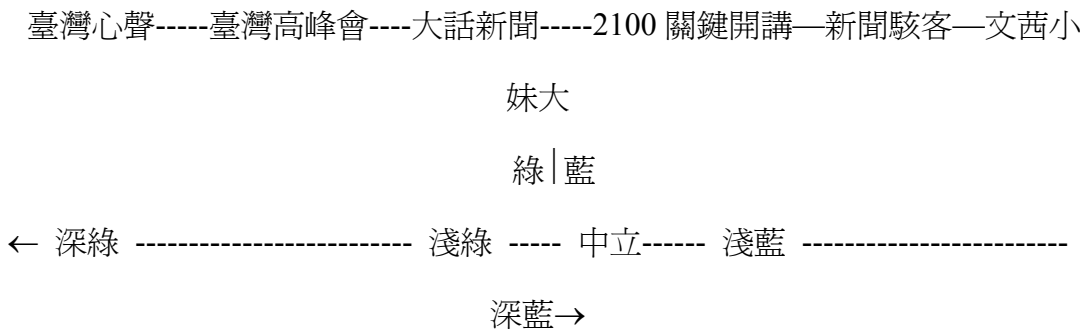 臺灣心聲-----臺灣高峰會----大話新聞-----2100 關鍵開講—新聞駭客—文茜小
妹大
綠│藍
← 深綠 -------------------------- 淺綠 ----- 中立------ 淺藍 -------------------------
深藍→